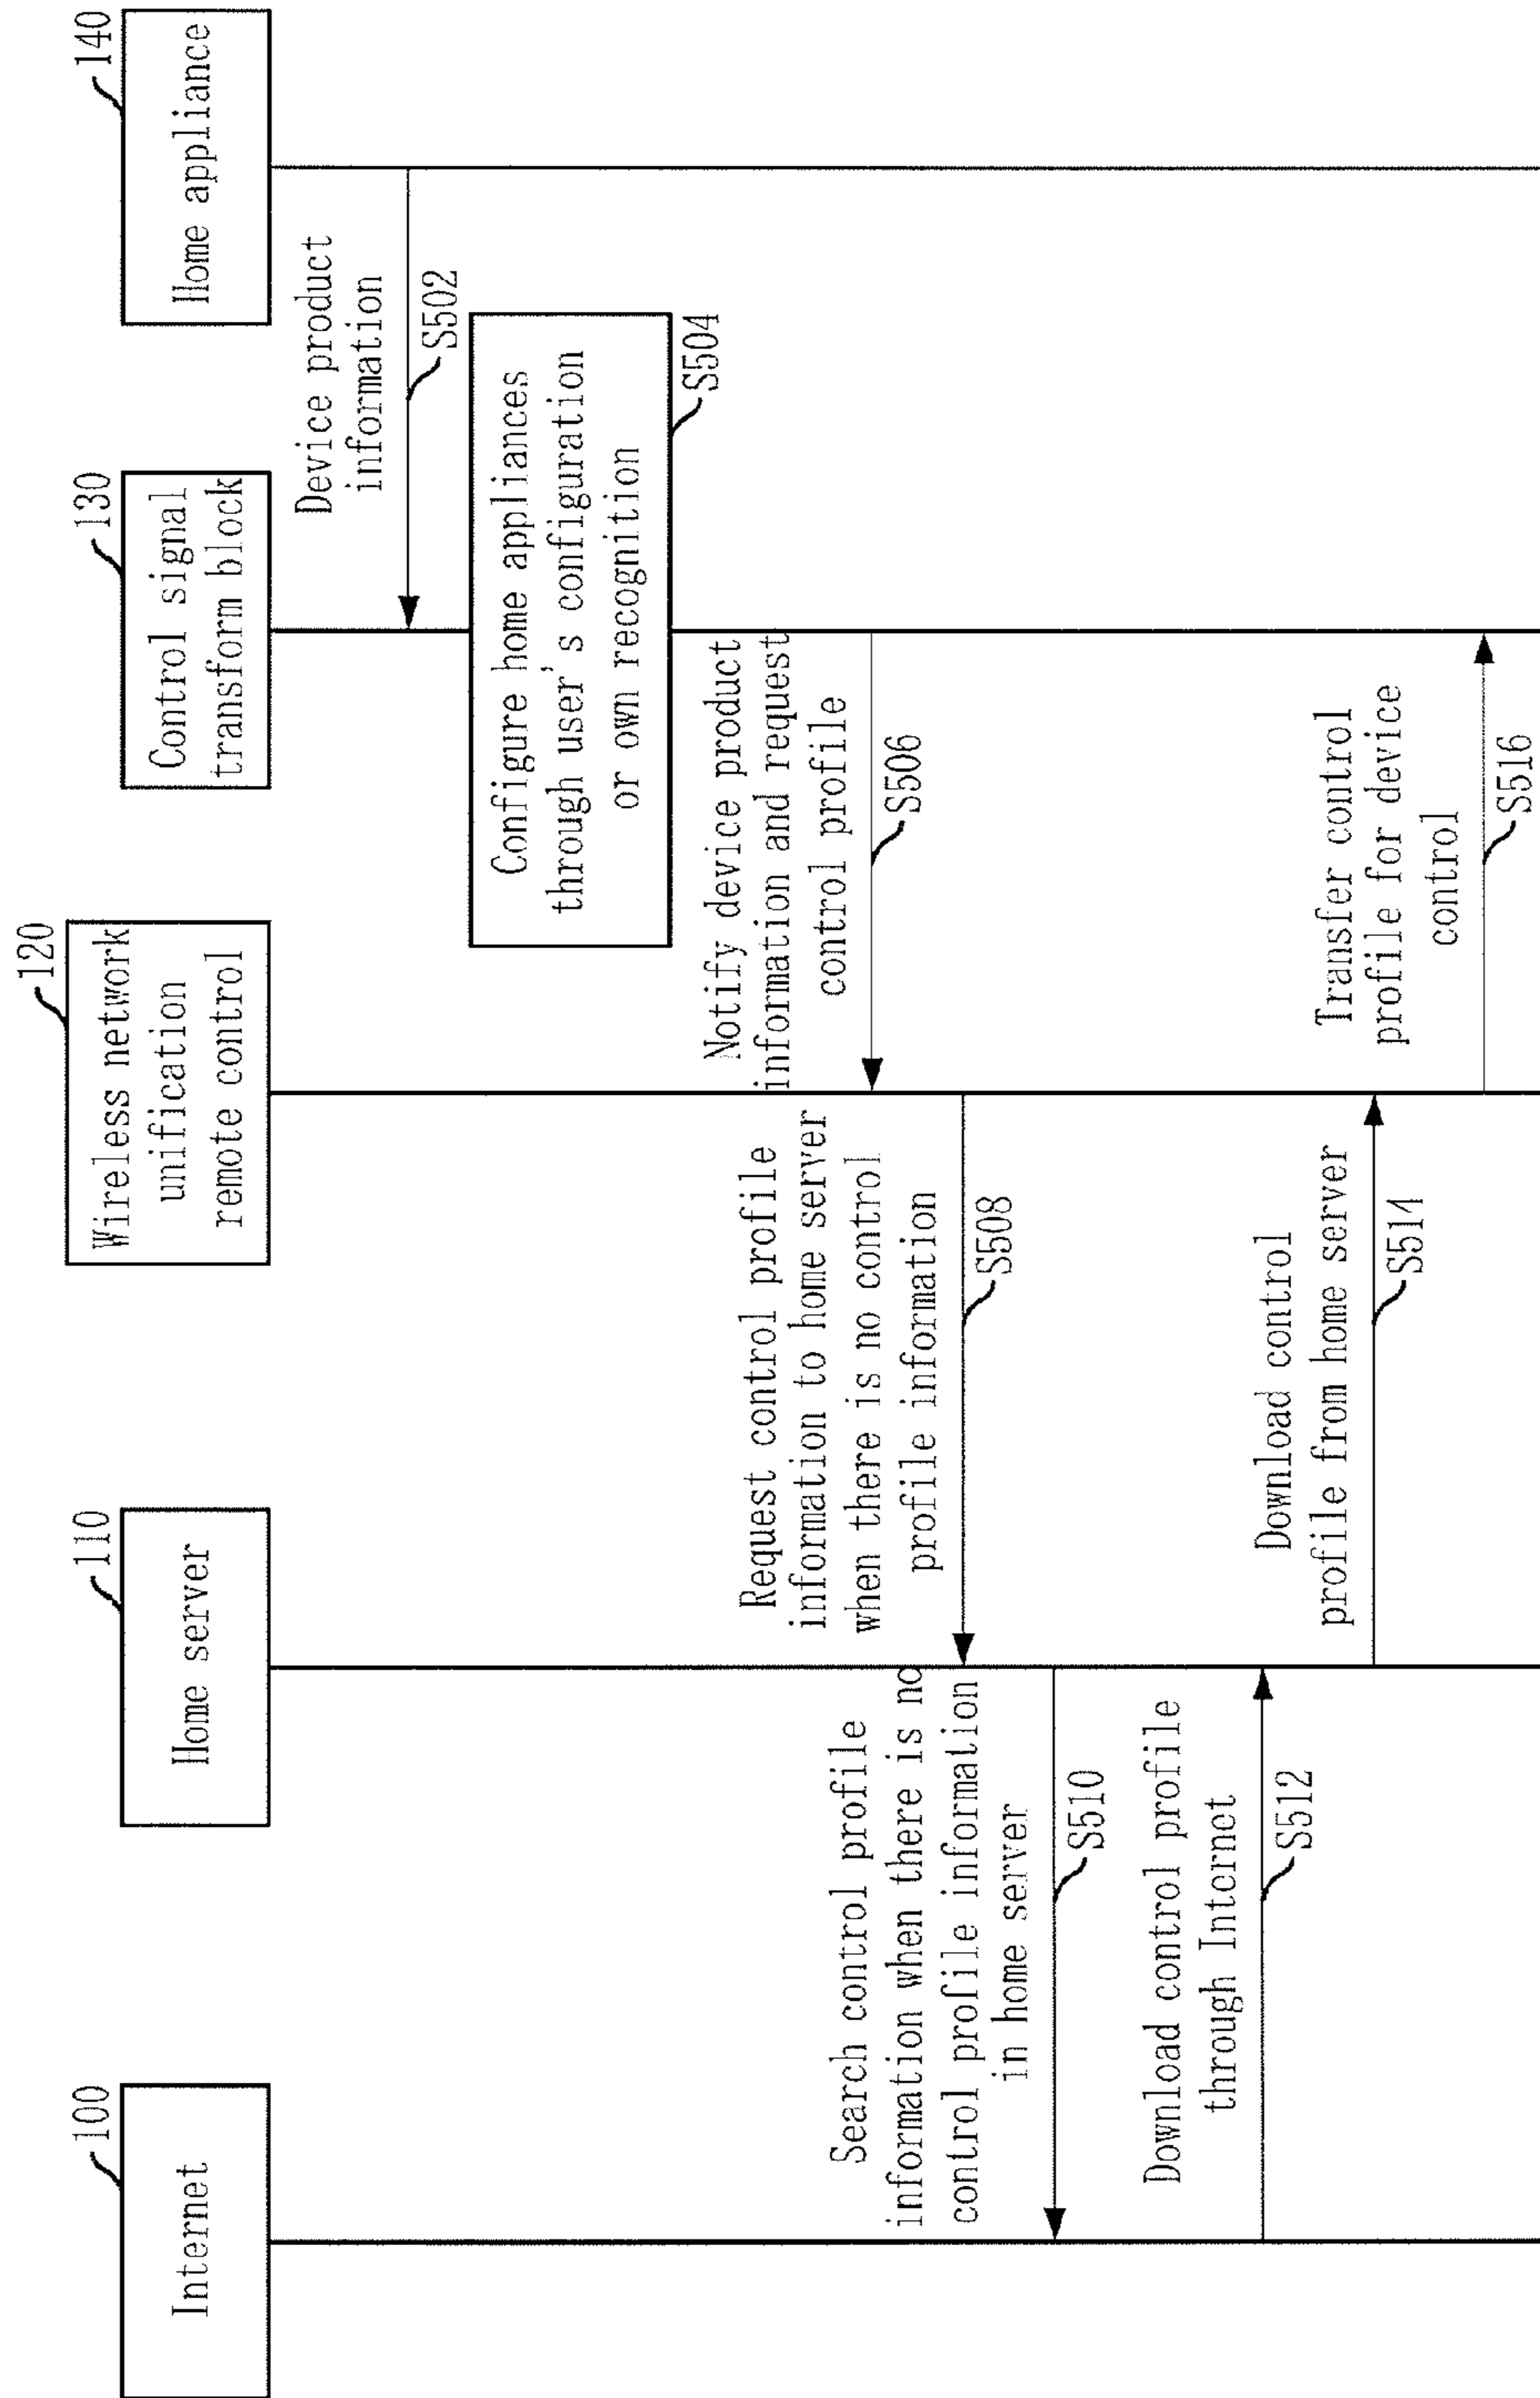 100
Internet
110
Home server
120
Wireless network
unification
remote control
130
Control signal
transform block
140
Home appliance
Device product
information
S502
Configure home appliances
through user's configuration
or own recognition
S504
Notify device product
information and request
control profile
S506
Request control profile
information to home server
when there is no control
profile information
S508
Search control profile
information when there is no
control profile information
in home server
S510
Download control profile
through Internet
S512
Download control
profile from home server
S514
Transfer control
profile for device
control
S516